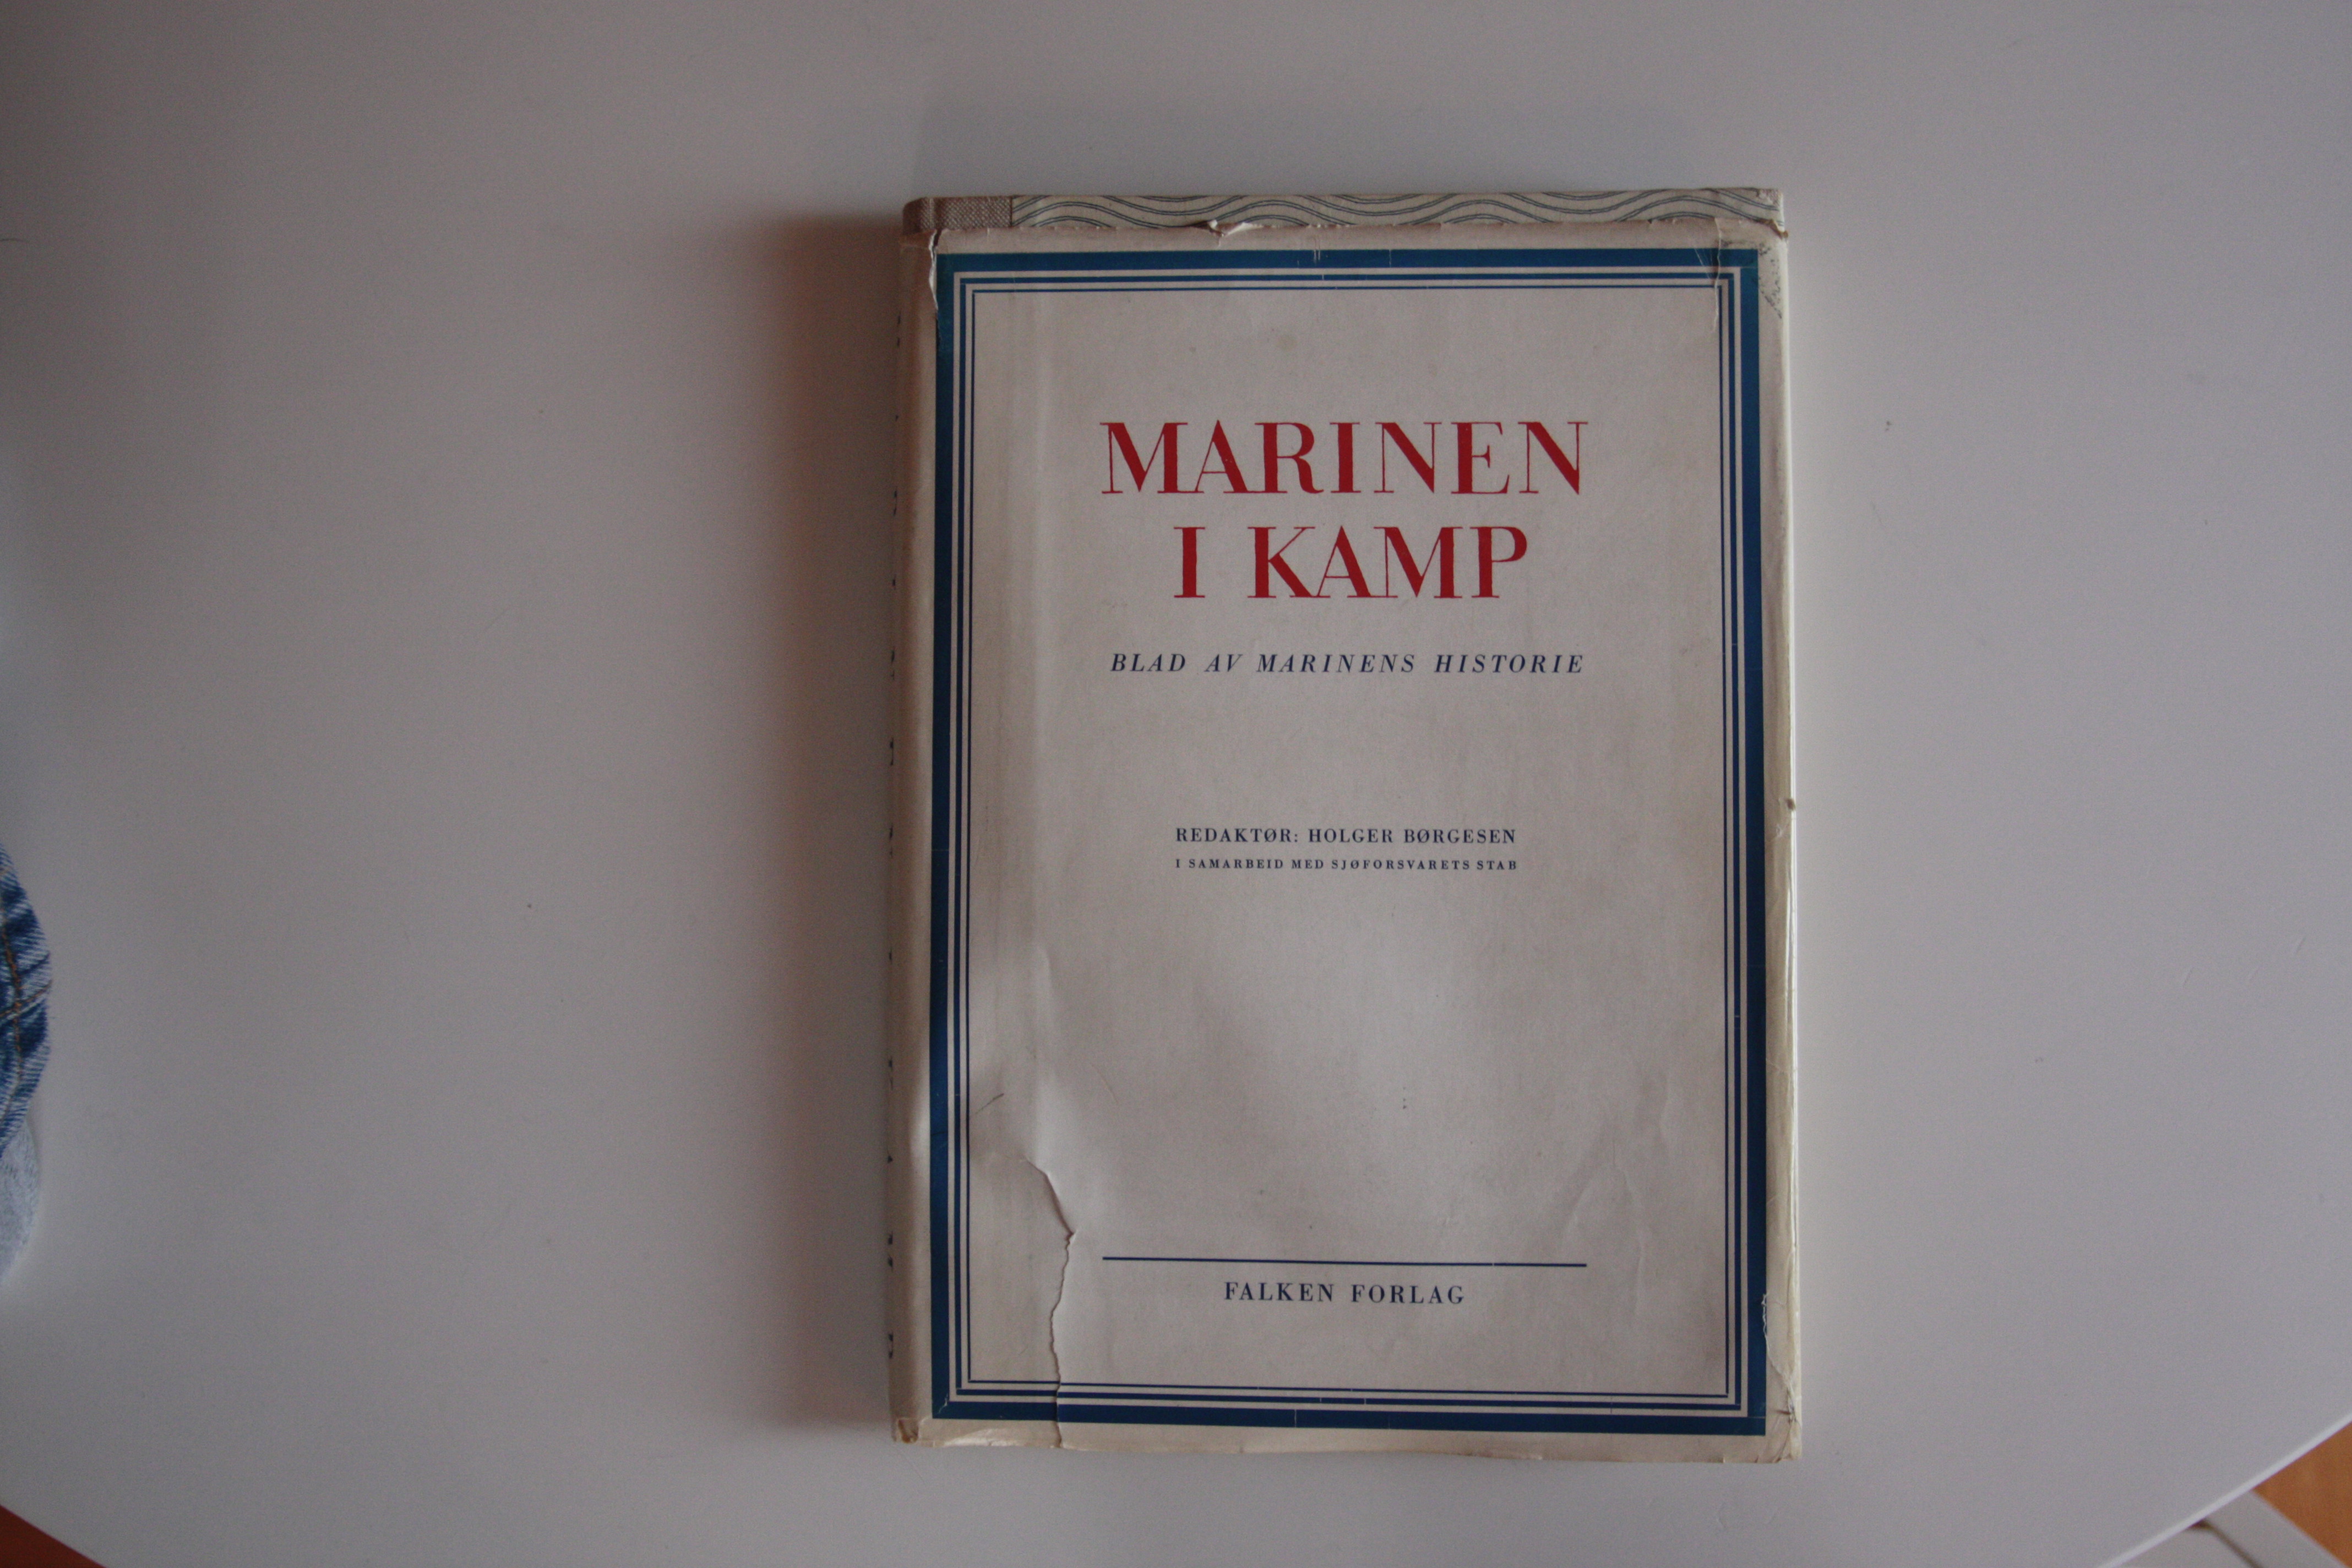 MARINEN
I KAMP
BLAD AV MARINENS HISTORIE
REDAKTØR: HOLGER BØRGESEN
I SAMARBEID MED SJØFORSVARETS STAB
FALKEN FORLAG